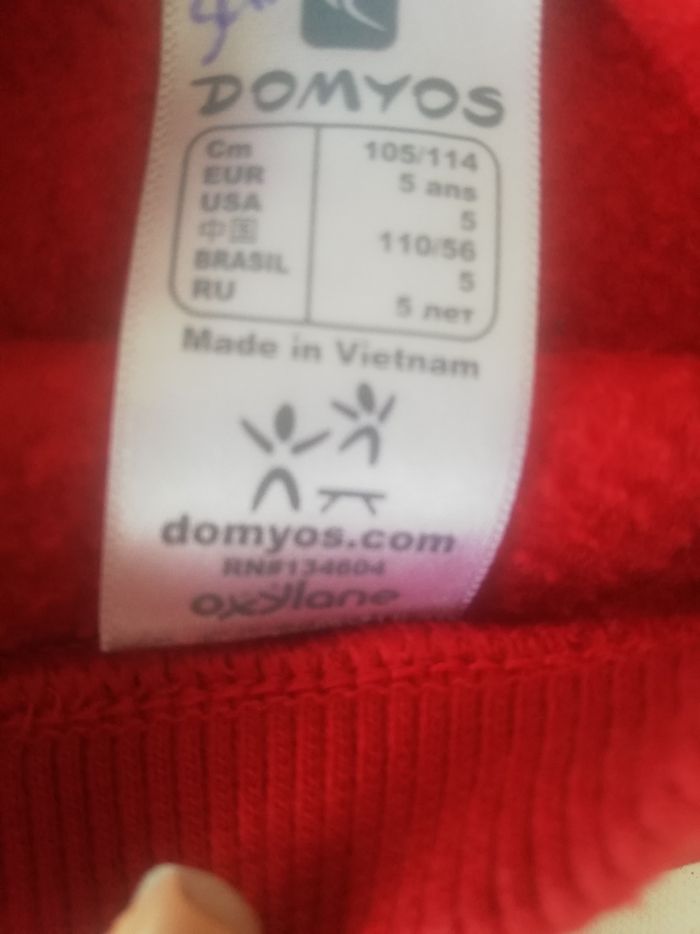 DOMYOS
Cm 105/114
EUR 5 ans
USA 5
中国 110/56
BRASIL 5
RU 5 лет
Made in Vietnam
domyos.com
RN#134604
oxylane